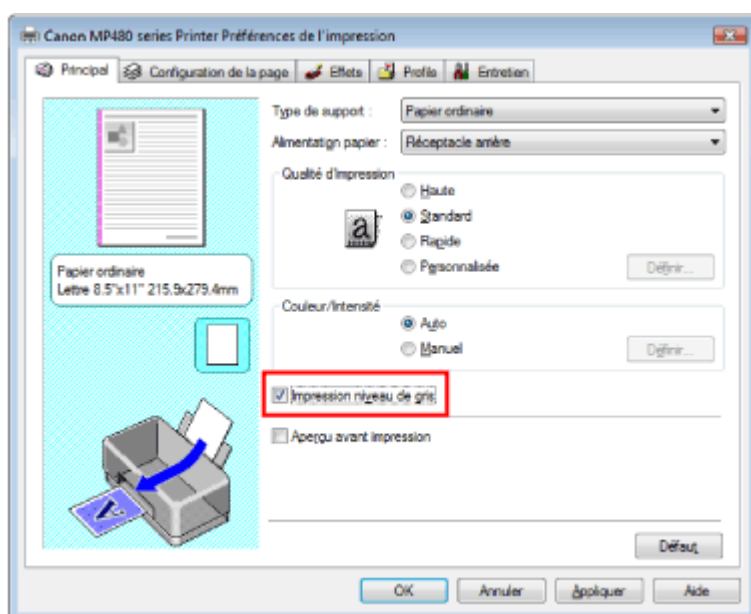 Canon MP480 series Printer Préférences de l'impression
Principal Configuration de la page Effets Profils Entretien
Type de support : Papier ordinaire
Alimentation papier : Réceptacle arrière
Qualité d'impression
Haute
Standard
Rapide
Personnalisée Définir...
Papier ordinaire
Lettre 8.5"x11" 215.9x279.4mm
Couleur/Intensité
Auto
Manuel Définir...
Impression niveau de gris
Aperçu avant impression
Défaut
OK Annuler Appliquer Aide